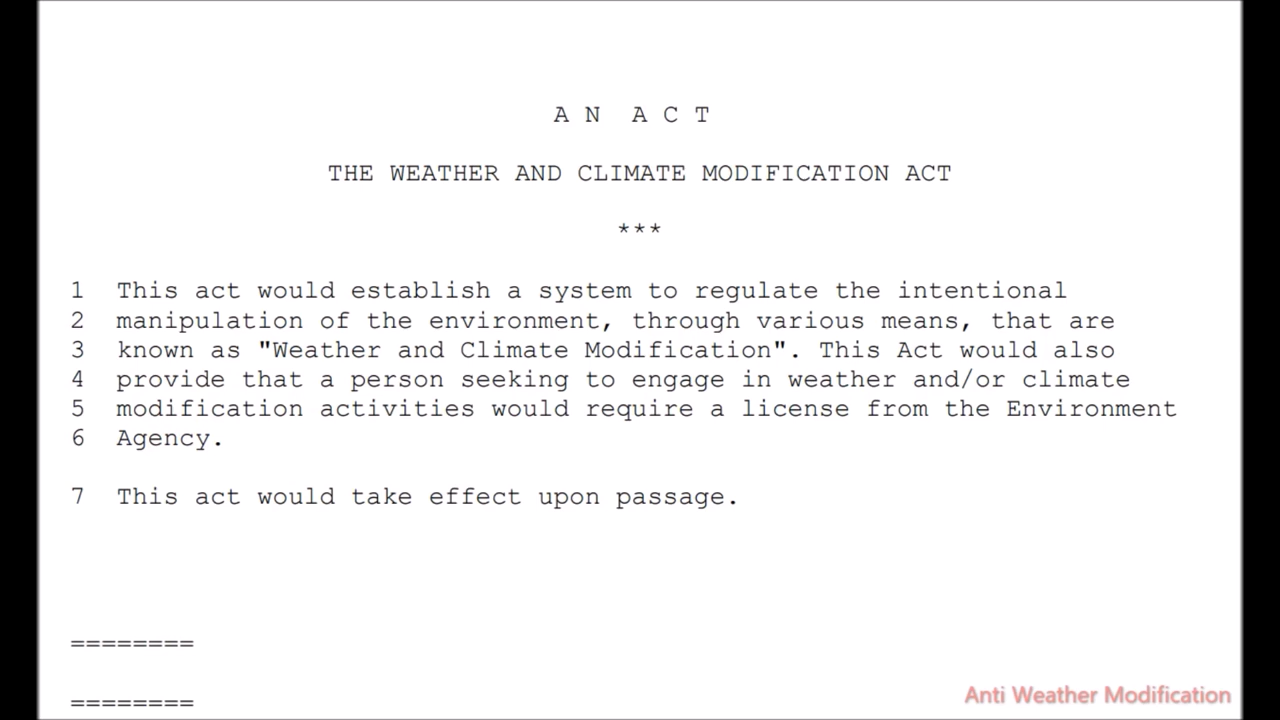 A N A C T
THE WEATHER AND CLIMATE MODIFICATION ACT
***
1 This act would establish a system to regulate the intentional
2 manipulation of the environment, through various means, that are
3 known as "Weather and Climate Modification". This Act would also
4 provide that a person seeking to engage in weather and/or climate
5 modification activities would require a license from the Environment
6 Agency.
7 This act would take effect upon passage.
========
========
Anti Weather Modification